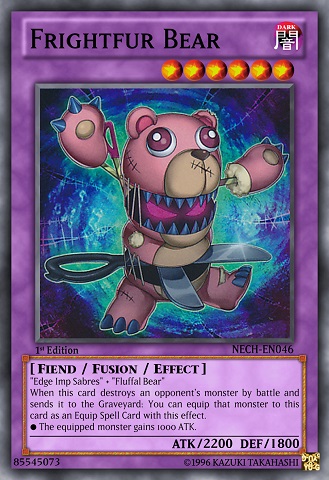 FRIGHTFUR BEAR
DARK
闇
1st Edition
NECH-EN046
[ FIEND / FUSION / EFFECT ]
"Edge Imp Sabres" + "Fluffal Bear"
When this card destroys an opponent's monster by battle and
sends it to the Graveyard: You can equip that monster to this
card as an Equip Spell Card with this effect.
● The equipped monster gains 1000 ATK.
ATK/2200 DEF/1800
85545073
©1996 KAZUKI TAKAHASHI